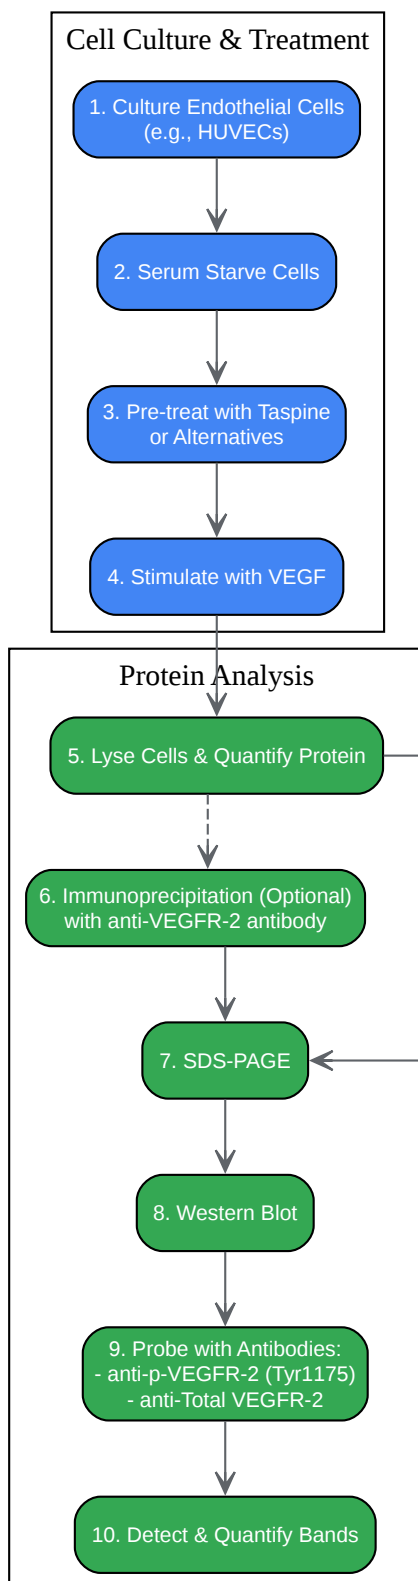 Cell Culture & Treatment
1. Culture Endothelial Cells
(e.g., HUVECs)
2. Serum Starve Cells
3. Pre-treat with Taspine
or Alternatives
4. Stimulate with VEGF
Protein Analysis
5. Lyse Cells & Quantify Protein
6. Immunoprecipitation (Optional)
with anti-VEGFR-2 antibody
7. SDS-PAGE
8. Western Blot
9. Probe with Antibodies:
- anti-p-VEGFR-2 (Tyr1175)
- anti-Total VEGFR-2
10. Detect & Quantify Bands